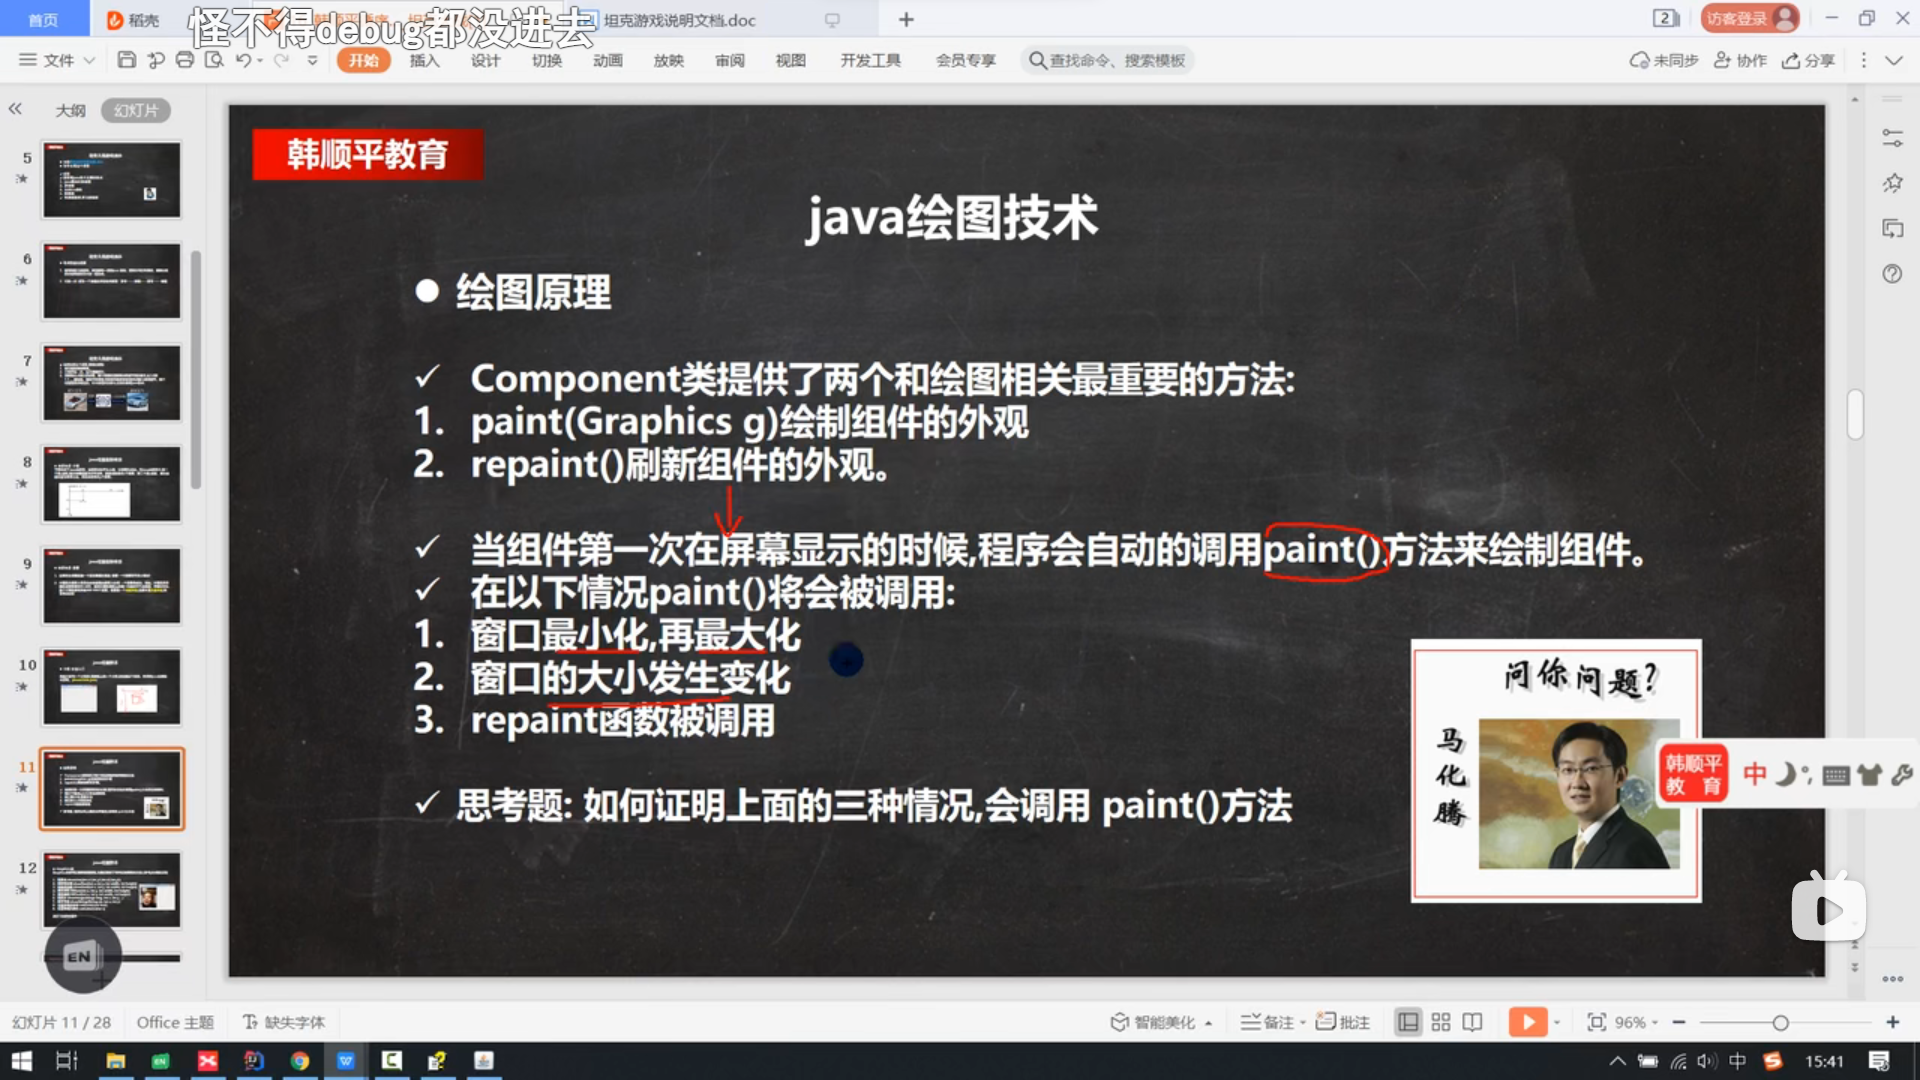 首页
稻壳
坦克游戏说明文档.doc
怪不得debug都没进去
2
访客登录
文件
开始
插入
设计
切换
动画
放映
审阅
视图
开发工具
会员专享
查找命令、搜索模板
未同步
协作
分享
大纲
幻灯片
5
6
7
8
9
10
11
12
韩顺平教育
java绘图技术
绘图原理
Component类提供了两个和绘图相关最重要的方法:
1. paint(Graphics g)绘制组件的外观
2. repaint()刷新组件的外观。
当组件第一次在屏幕显示的时候,程序会自动的调用paint()方法来绘制组件。
在以下情况paint()将会被调用:
1. 窗口最小化,再最大化
2. 窗口的大小发生变化
3. repaint函数被调用
思考题: 如何证明上面的三种情况,会调用 paint()方法
问你问题?
马化腾
韩顺平
教 育
中
EN
幻灯片 11 / 28
Office 主题
缺失字体
智能美化
备注
批注
96%
中
15:41